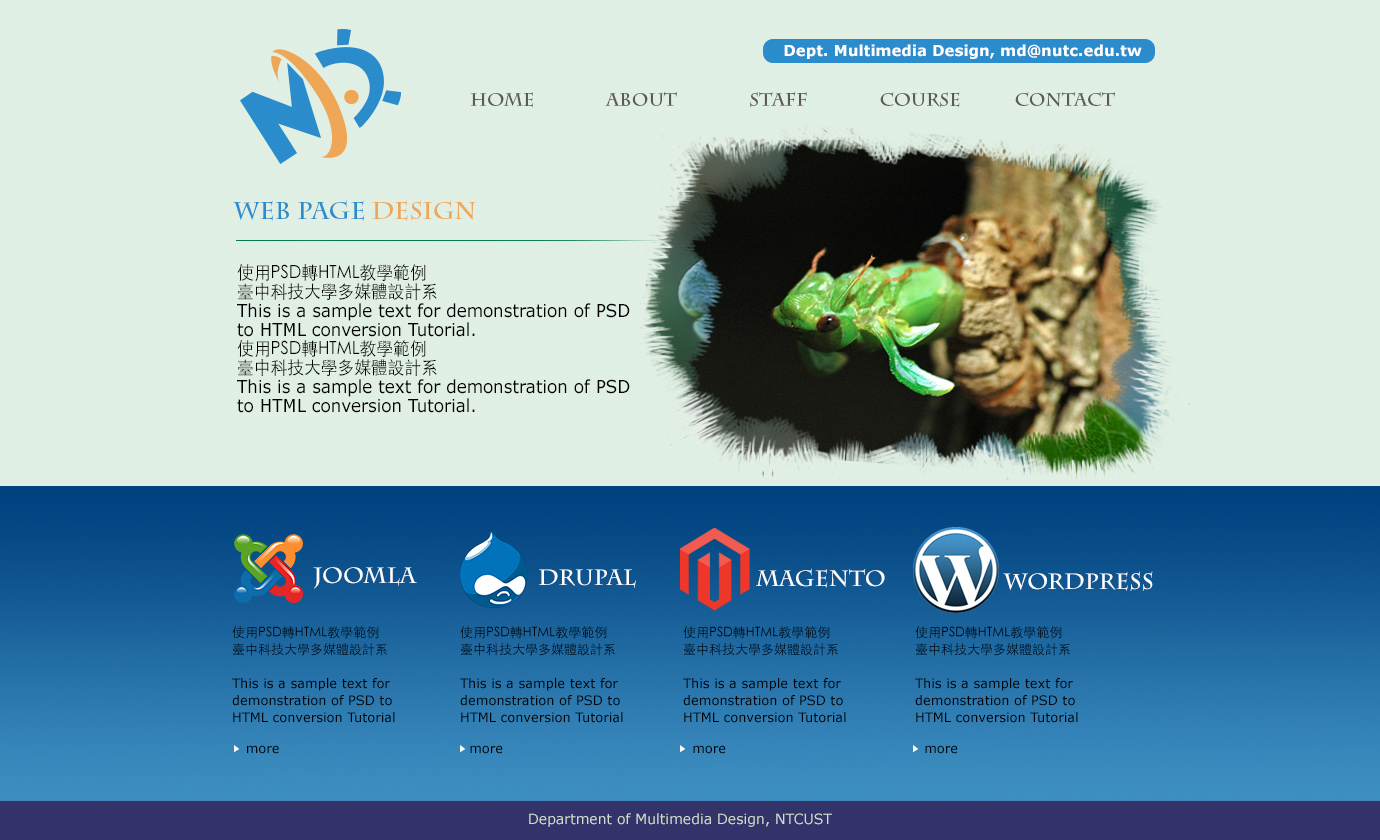 Dept. Multimedia Design, md@nutc.edu.tw
HOME ABOUT STAFF COURSE CONTACT
WEB PAGE DESIGN
使用PSD轉HTML教學範例
臺中科技大學多媒體設計系
This is a sample text for demonstration of PSD
to HTML conversion Tutorial.
使用PSD轉HTML教學範例
臺中科技大學多媒體設計系
This is a sample text for demonstration of PSD
to HTML conversion Tutorial.
JOOMLA
使用PSD轉HTML教學範例
臺中科技大學多媒體設計系
This is a sample text for
demonstration of PSD to
HTML conversion Tutorial
more
DRUPAL
使用PSD轉HTML教學範例
臺中科技大學多媒體設計系
This is a sample text for
demonstration of PSD to
HTML conversion Tutorial
more
MAGENTO
使用PSD轉HTML教學範例
臺中科技大學多媒體設計系
This is a sample text for
demonstration of PSD to
HTML conversion Tutorial
more
WORDPRESS
使用PSD轉HTML教學範例
臺中科技大學多媒體設計系
This is a sample text for
demonstration of PSD to
HTML conversion Tutorial
more
Department of Multimedia Design, NTCUST